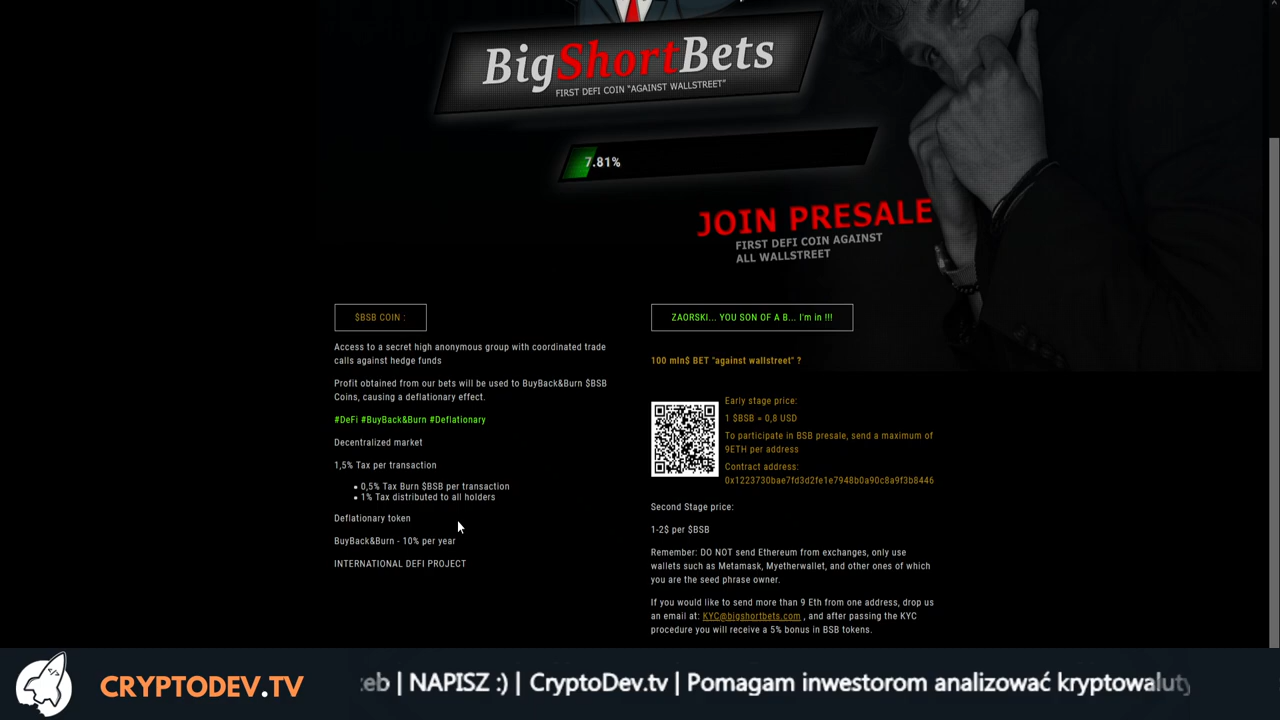 BigShortBets
FIRST DEFI COIN "AGAINST WALLSTREET"
7.81%
JOIN PRESALE
FIRST DEFI COIN AGAINST
ALL WALLSTREET
$BSB COIN :
Access to a secret high anonymous group with coordinated trade
calls against hedge funds
Profit obtained from our bets will be used to BuyBack&Burn $BSB
Coins, causing a deflationary effect.
#DeFi #BuyBack&Burn #Deflationary
Decentralized market
1,5% Tax per transaction
• 0,5% Tax Burn $BSB per transaction
• 1% Tax distributed to all holders
Deflationary token
BuyBack&Burn - 10% per year
INTERNATIONAL DEFI PROJECT
ZAORSKI... YOU SON OF A B... I'm in !!!
100 mln$ BET "against wallstreet" ?
Early stage price:
1 $BSB = 0,8 USD
To participate in BSB presale, send a maximum of
9ETH per address
Contract address:
0x1223730bae7fd3d2fe1e7948b0a90c8a9f3b8446
Second Stage price:
1-2$ per $BSB
Remember: DO NOT send Ethereum from exchanges, only use
wallets such as Metamask, Myetherwallet, and other ones of which
you are the seed phrase owner.
If you would like to send more than 9 Eth from one address, drop us
an email at: KYC@bigshortbets.com , and after passing the KYC
procedure you will receive a 5% bonus in BSB tokens.
CRYPTODEV.TV
| NAPISZ :) | CryptoDev.tv | Pomagam inwestorom analizować kryptowaluty